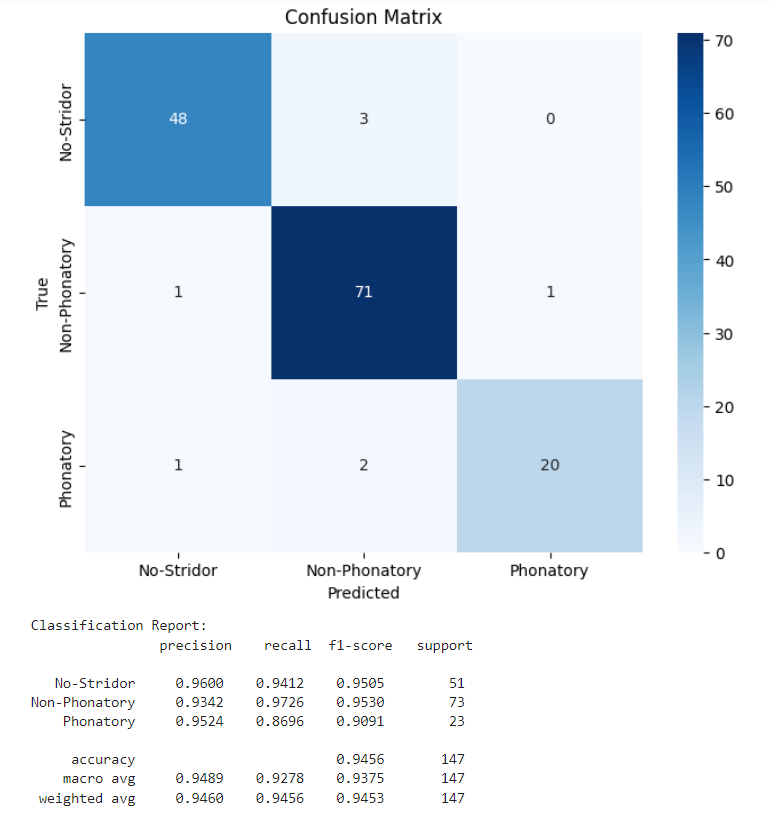 Confusion Matrix
No-Stridor 48 3 0
Non-Phonatory 1 71 1
Phonatory 1 2 20
True
No-Stridor Non-Phonatory Phonatory
Predicted
70
60
50
40
30
20
10
0
Classification Report:
precision recall f1-score support
No-Stridor 0.9600 0.9412 0.9505 51
Non-Phonatory 0.9342 0.9726 0.9530 73
Phonatory 0.9524 0.8696 0.9091 23
accuracy 0.9456 147
macro avg 0.9489 0.9278 0.9375 147
weighted avg 0.9460 0.9456 0.9453 147